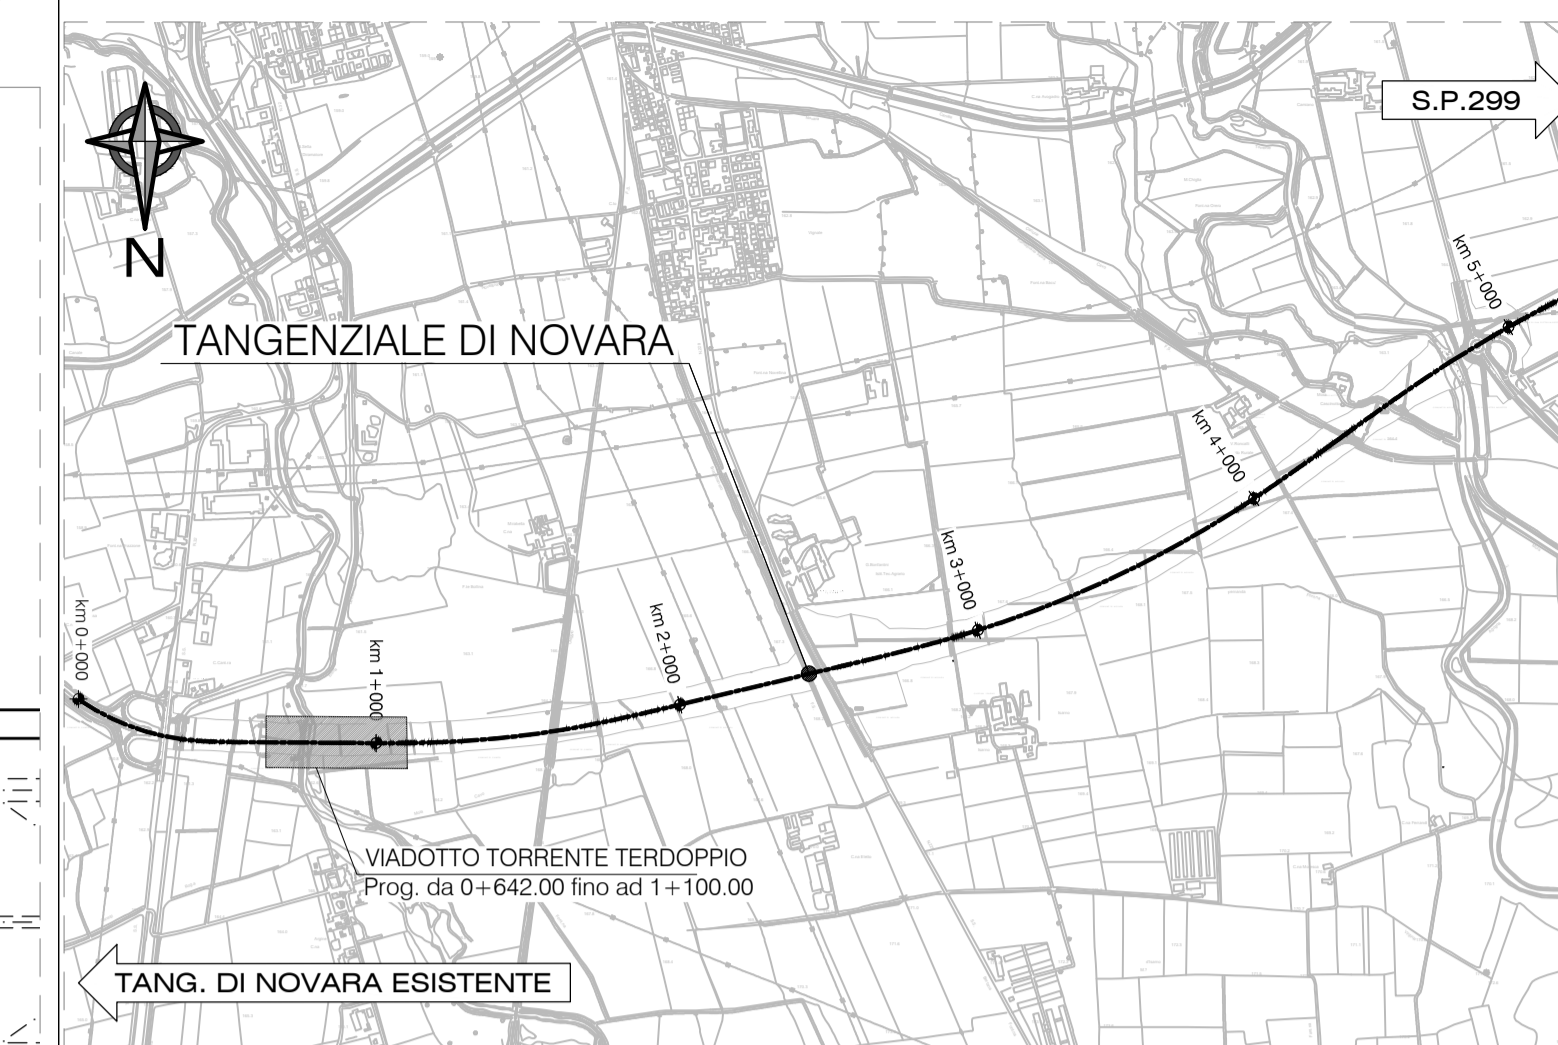 S.P.299
N
TANGENZIALE DI NOVARA
km 0+000
km 1+000
km 2+000
km 3+000
km 4+000
km 5+000
VIADOTTO TORRENTE TERDOPPIO
Prog. da 0+642.00 fino ad 1+100.00
TANG. DI NOVARA ESISTENTE